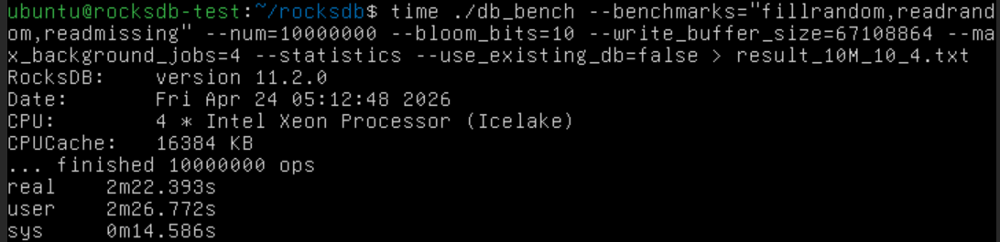 ubuntu@rocksdb-test:~/rocksdb$ time ./db_bench --benchmarks="fillrandom,readrand
om,readmissing" --num=10000000 --bloom_bits=10 --write_buffer_size=67108864 --ma
x_background_jobs=4 --statistics --use_existing_db=false > result_10M_10_4.txt
RocksDB:    version 11.2.0
Date:       Fri Apr 24 05:12:48 2026
CPU:        4 * Intel Xeon Processor (Icelake)
CPUCache:   16384 KB
... finished 10000000 ops
real    2m22.393s
user    2m26.772s
sys     0m14.586s